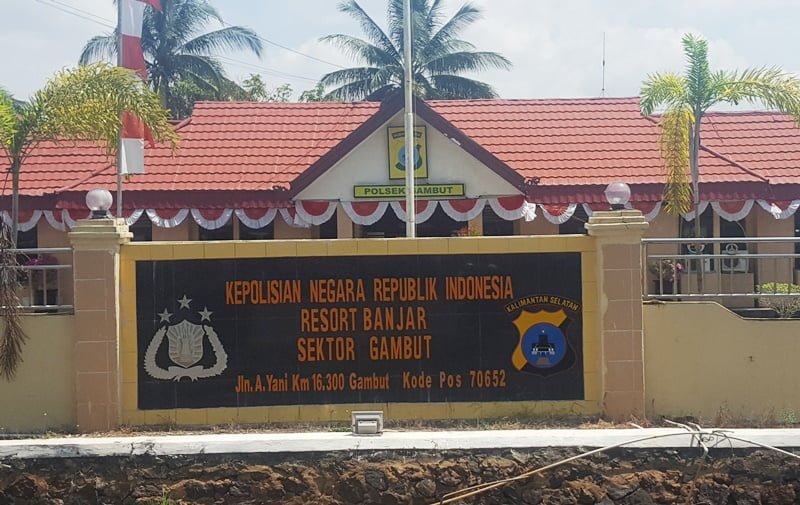 POLSEK GAMBUT
KEPOLISIAN NEGARA REPUBLIK INDONESIA
RESORT BANJAR
SEKTOR GAMBUT
Jln. A. Yani Km 16,300 Gambut Kode Pos 70652
KALIMANTAN SELATAN